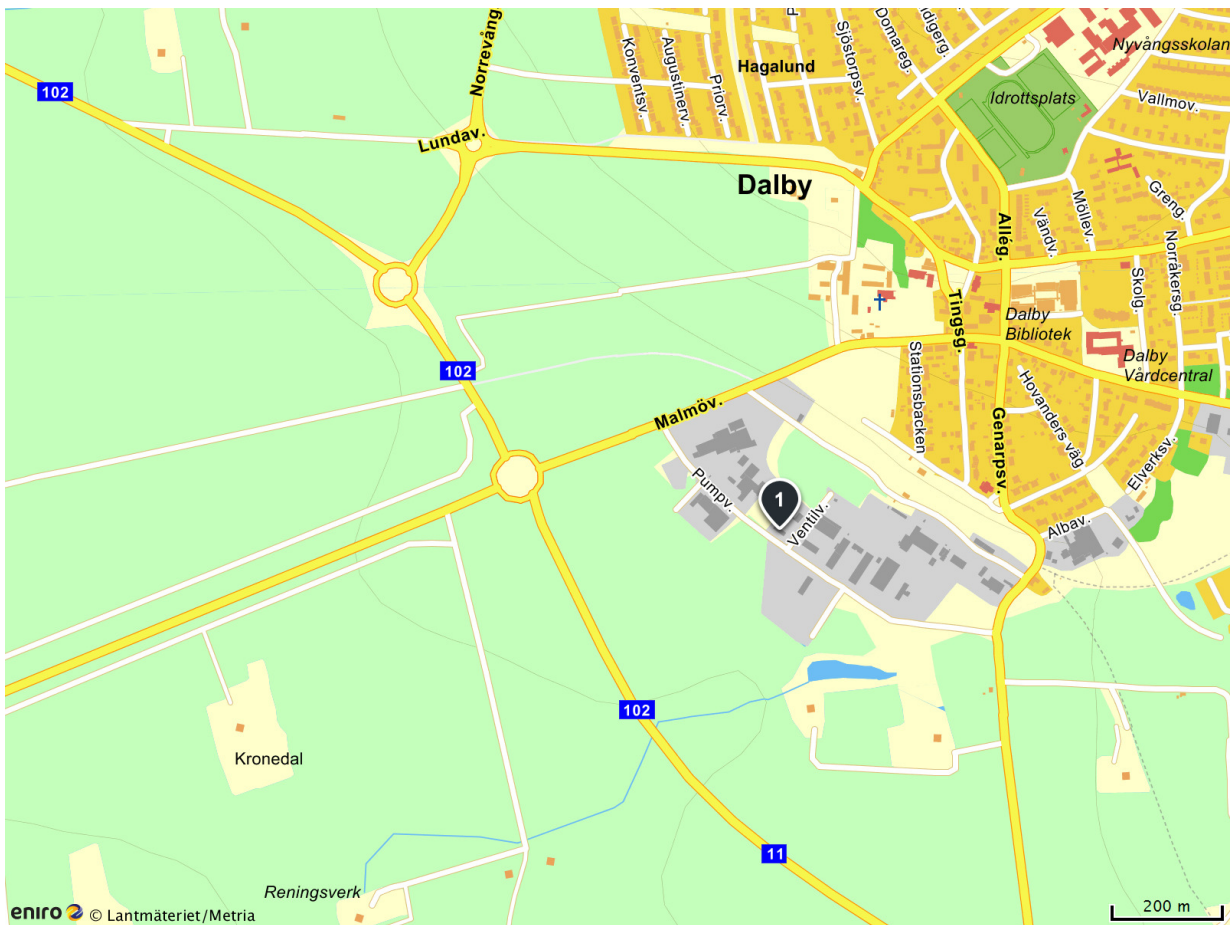 Norrevång
Konventsv.
Augustinerv.
Priorv.
P
Sjöstorpsv.
Domareg.
idigerg.
Hagalund
Nyvångsskolan
Idrottsplats
Vallmov.
102
Lundav.
Dalby
Greng.
Möllev.
Vändv.
Allég.
Norråkersg.
Skolg.
Tingsg.
Dalby
Bibliotek
Dalby
Vårdcentral
102
Stationsbacken
Hovanders väg
Malmöv.
Genarpsv.
Elverksv.
Pumpv.
1
Ventilv.
Albav.
102
Kronedal
11
Reningsverk
eniro © Lantmäteriet/Metria
200 m